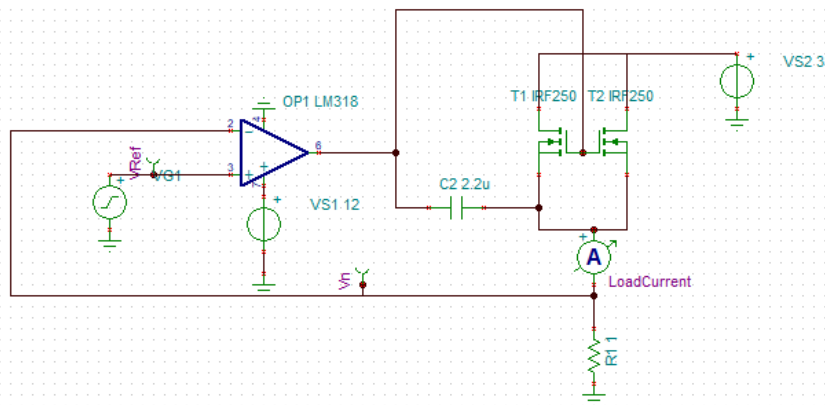 VS2 3
T1 IRF250 T2 IRF250
OP1 LM318
4
2
6
3
7
VRef
VG1
C2 2.2u
VS1 12
A
LoadCurrent
Vn
R1 1